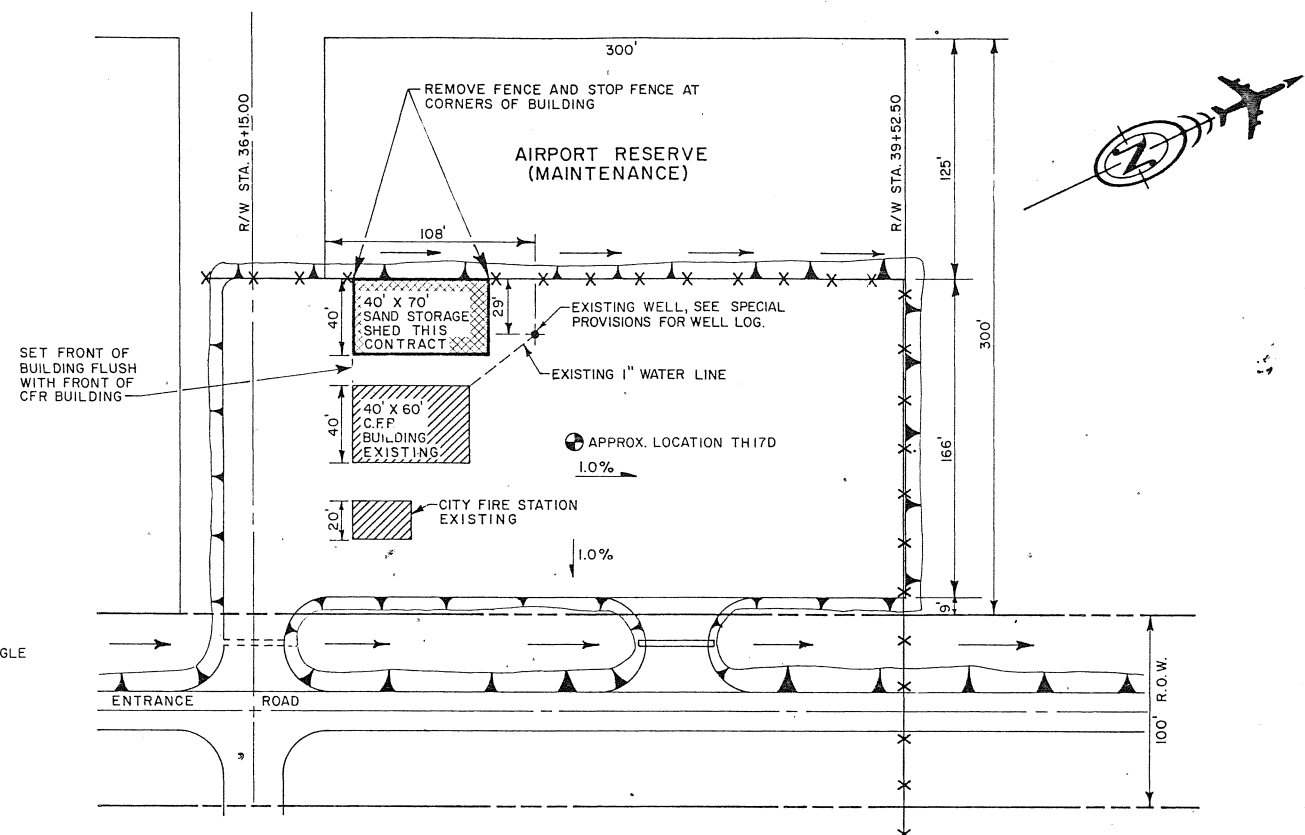 300'
REMOVE FENCE AND STOP FENCE AT
CORNERS OF BUILDING
R/W STA. 36+15.00
R/W STA. 39+52.50
AIRPORT RESERVE
(MAINTENANCE)
125'
N
108'
40' X 70'
SAND STORAGE
SHED THIS
CONTRACT
40'
29'
EXISTING WELL, SEE SPECIAL
PROVISIONS FOR WELL LOG.
300'
SET FRONT OF
BUILDING FLUSH
WITH FRONT OF
CFR BUILDING
EXISTING 1" WATER LINE
40' X 60'
C.F.R.
BUILDING
EXISTING
40'
APPROX. LOCATION TH17D
166'
1.0%
CITY FIRE STATION
EXISTING
20'
1.0%
9'
GLE
ENTRANCE ROAD
100' R.O.W.